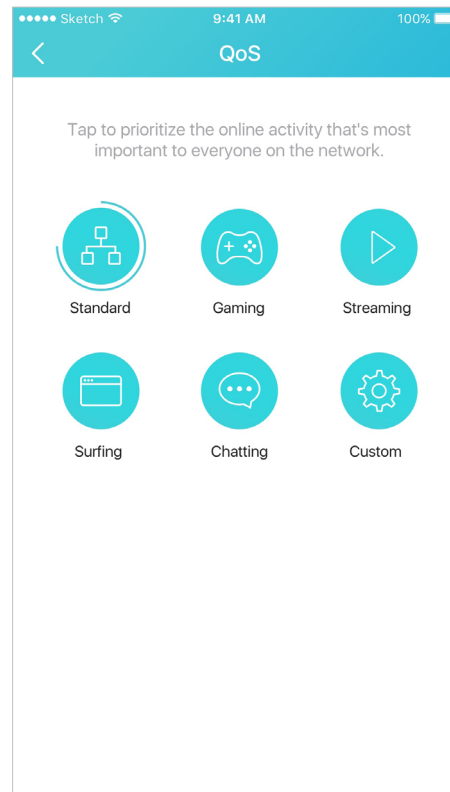 Sketch 9:41 AM 100%
QoS
Tap to prioritize the online activity that's most
important to everyone on the network.
Standard Gaming Streaming
Surfing Chatting Custom